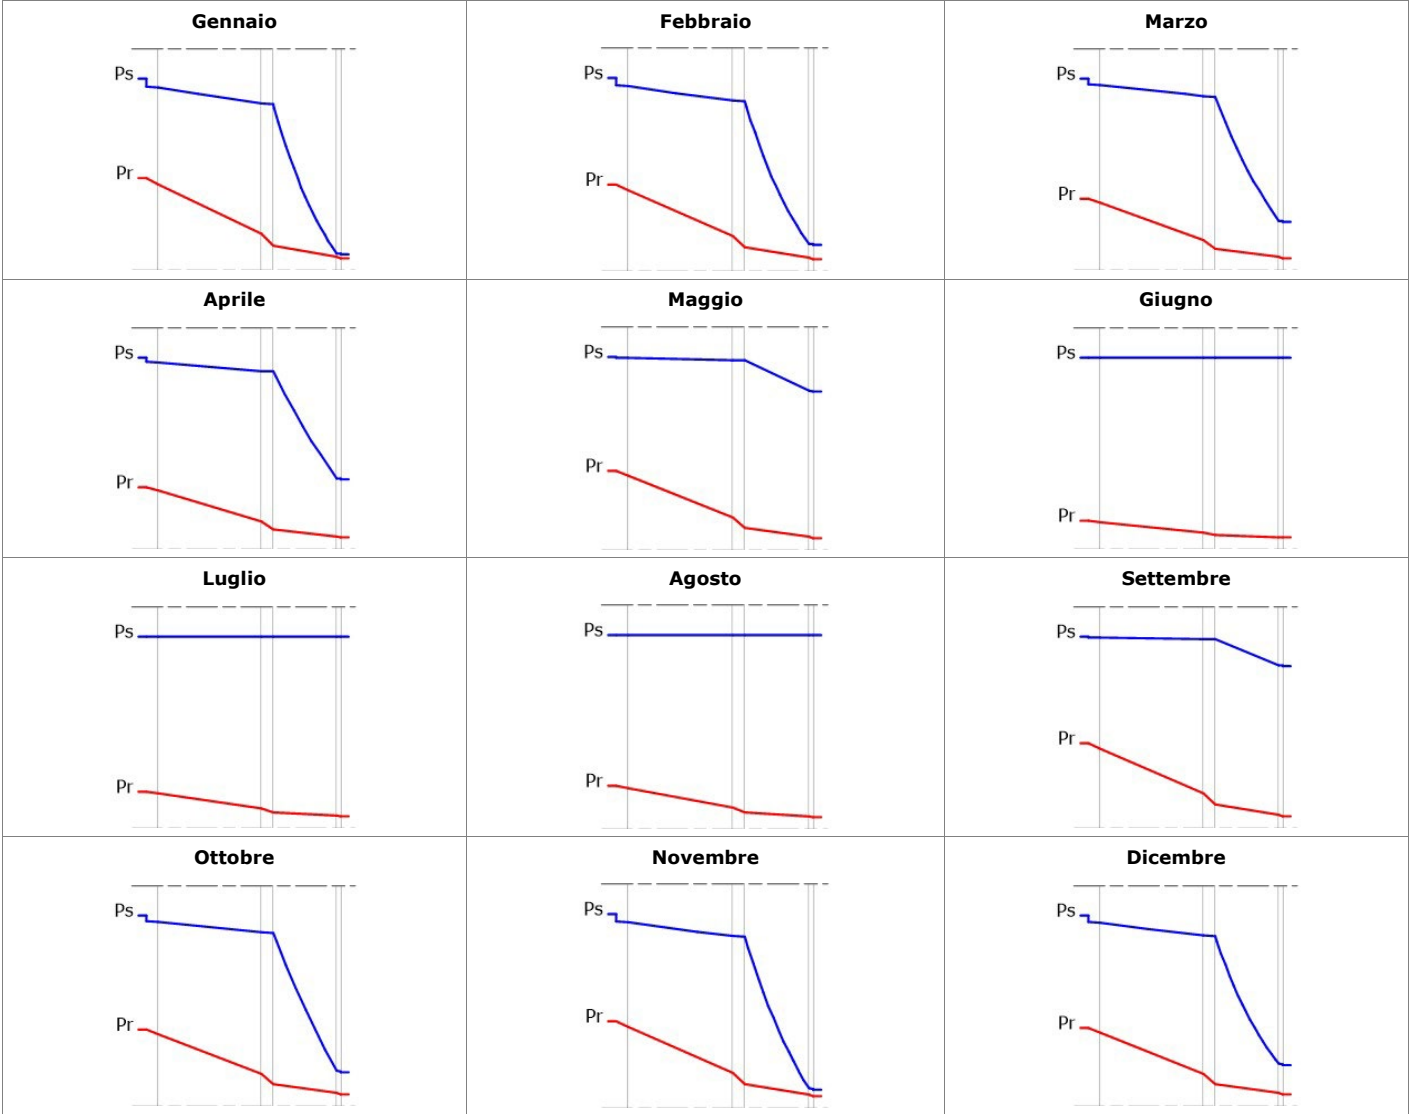 Gennaio
Febbraio
Marzo
Ps
Ps
Ps
Pr
Pr
Pr
Aprile
Maggio
Giugno
Ps
Ps
Ps
Pr
Pr
Pr
Luglio
Agosto
Settembre
Ps
Ps
Ps
Pr
Pr
Pr
Ottobre
Novembre
Dicembre
Ps
Ps
Ps
Pr
Pr
Pr